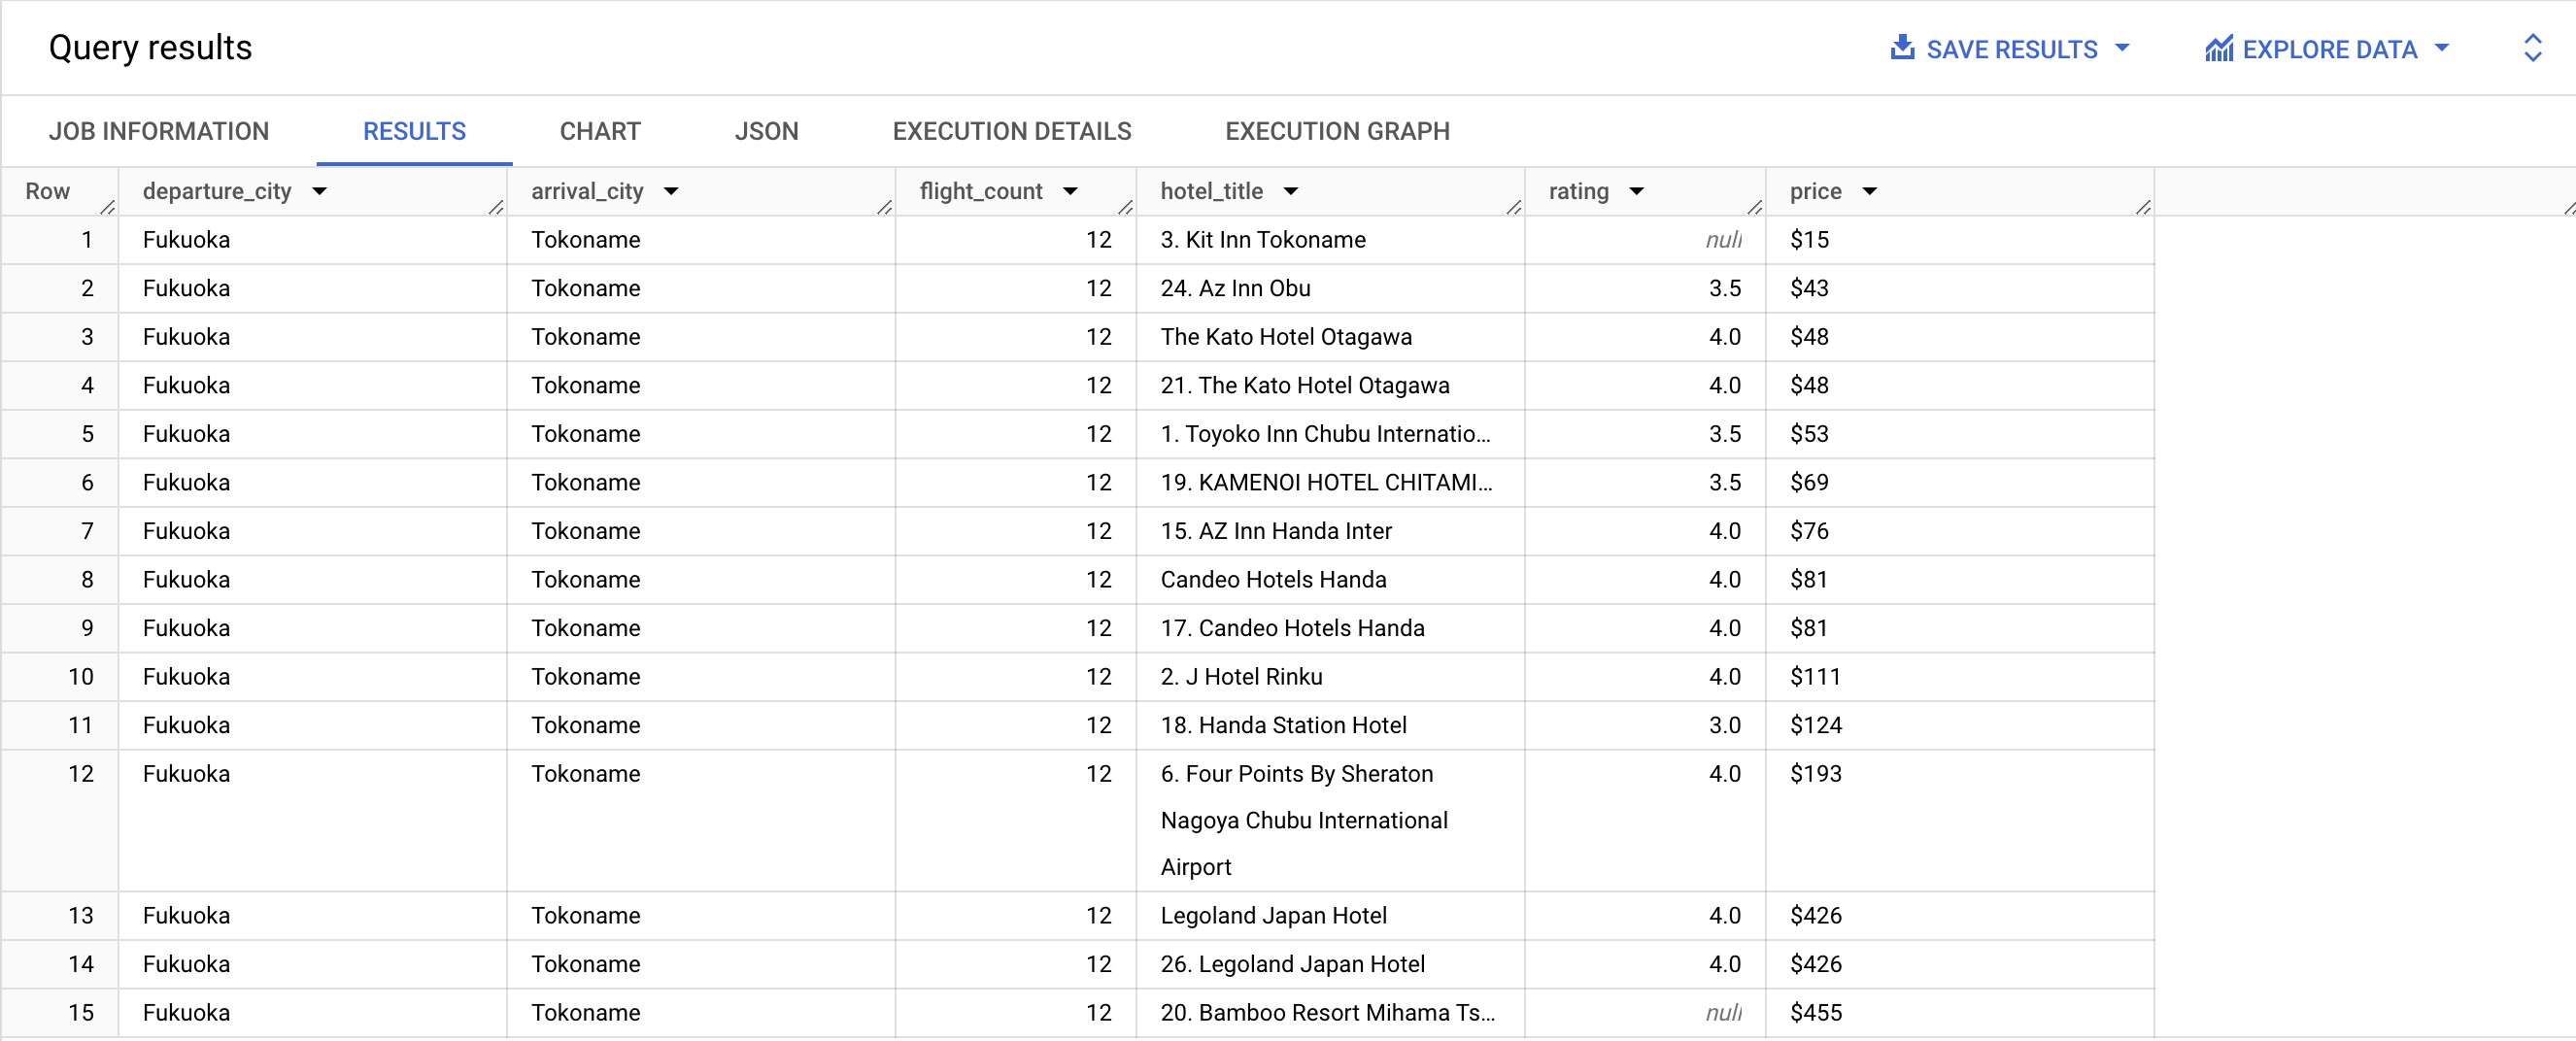 Query results
SAVE RESULTS
EXPLORE DATA
JOB INFORMATION RESULTS CHART JSON EXECUTION DETAILS EXECUTION GRAPH
Row departure_city arrival_city flight_count hotel_title rating price
1 Fukuoka Tokoname 12 3. Kit Inn Tokoname null $15
2 Fukuoka Tokoname 12 24. Az Inn Obu 3.5 $43
3 Fukuoka Tokoname 12 The Kato Hotel Otagawa 4.0 $48
4 Fukuoka Tokoname 12 21. The Kato Hotel Otagawa 4.0 $48
5 Fukuoka Tokoname 12 1. Toyoko Inn Chubu Internatio... 3.5 $53
6 Fukuoka Tokoname 12 19. KAMENOI HOTEL CHITAMI... 3.5 $69
7 Fukuoka Tokoname 12 15. AZ Inn Handa Inter 4.0 $76
8 Fukuoka Tokoname 12 Candeo Hotels Handa 4.0 $81
9 Fukuoka Tokoname 12 17. Candeo Hotels Handa 4.0 $81
10 Fukuoka Tokoname 12 2. J Hotel Rinku 4.0 $111
11 Fukuoka Tokoname 12 18. Handa Station Hotel 3.0 $124
12 Fukuoka Tokoname 12 6. Four Points By Sheraton 4.0 $193
Nagoya Chubu International
Airport
13 Fukuoka Tokoname 12 Legoland Japan Hotel 4.0 $426
14 Fukuoka Tokoname 12 26. Legoland Japan Hotel 4.0 $426
15 Fukuoka Tokoname 12 20. Bamboo Resort Mihama Ts... null $455